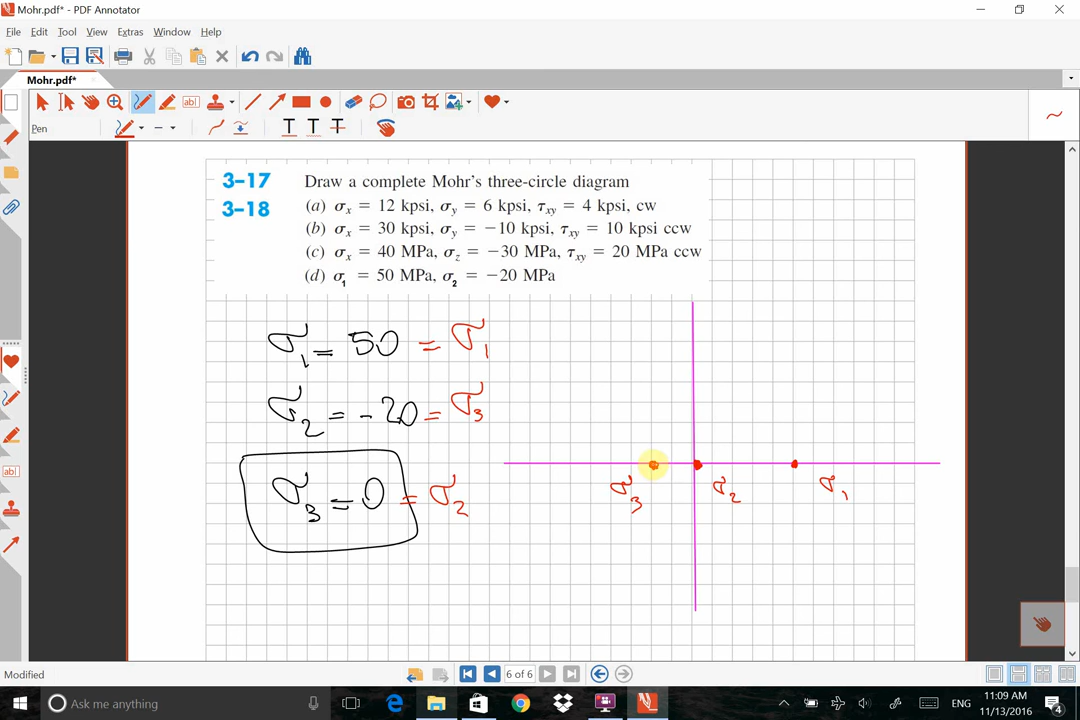 Mohr.pdf* - PDF Annotator
File Edit Tool View Extras Window Help
Mohr.pdf*
Pen
3-17 Draw a complete Mohr's three-circle diagram
3-18 (a) σx = 12 kpsi, σy = 6 kpsi, τxy = 4 kpsi, cw
(b) σx = 30 kpsi, σy = −10 kpsi, τxy = 10 kpsi ccw
(c) σx = 40 MPa, σz = −30 MPa, τxy = 20 MPa ccw
(d) σ1 = 50 MPa, σ2 = −20 MPa
σ1 = 50 = σ1
σ2 = -20 = σ3
σ3 = 0 = σ2
σ3 σ2 σ1
Modified
6 of 6
Ask me anything
ENG
11:09 AM
11/13/2016
4